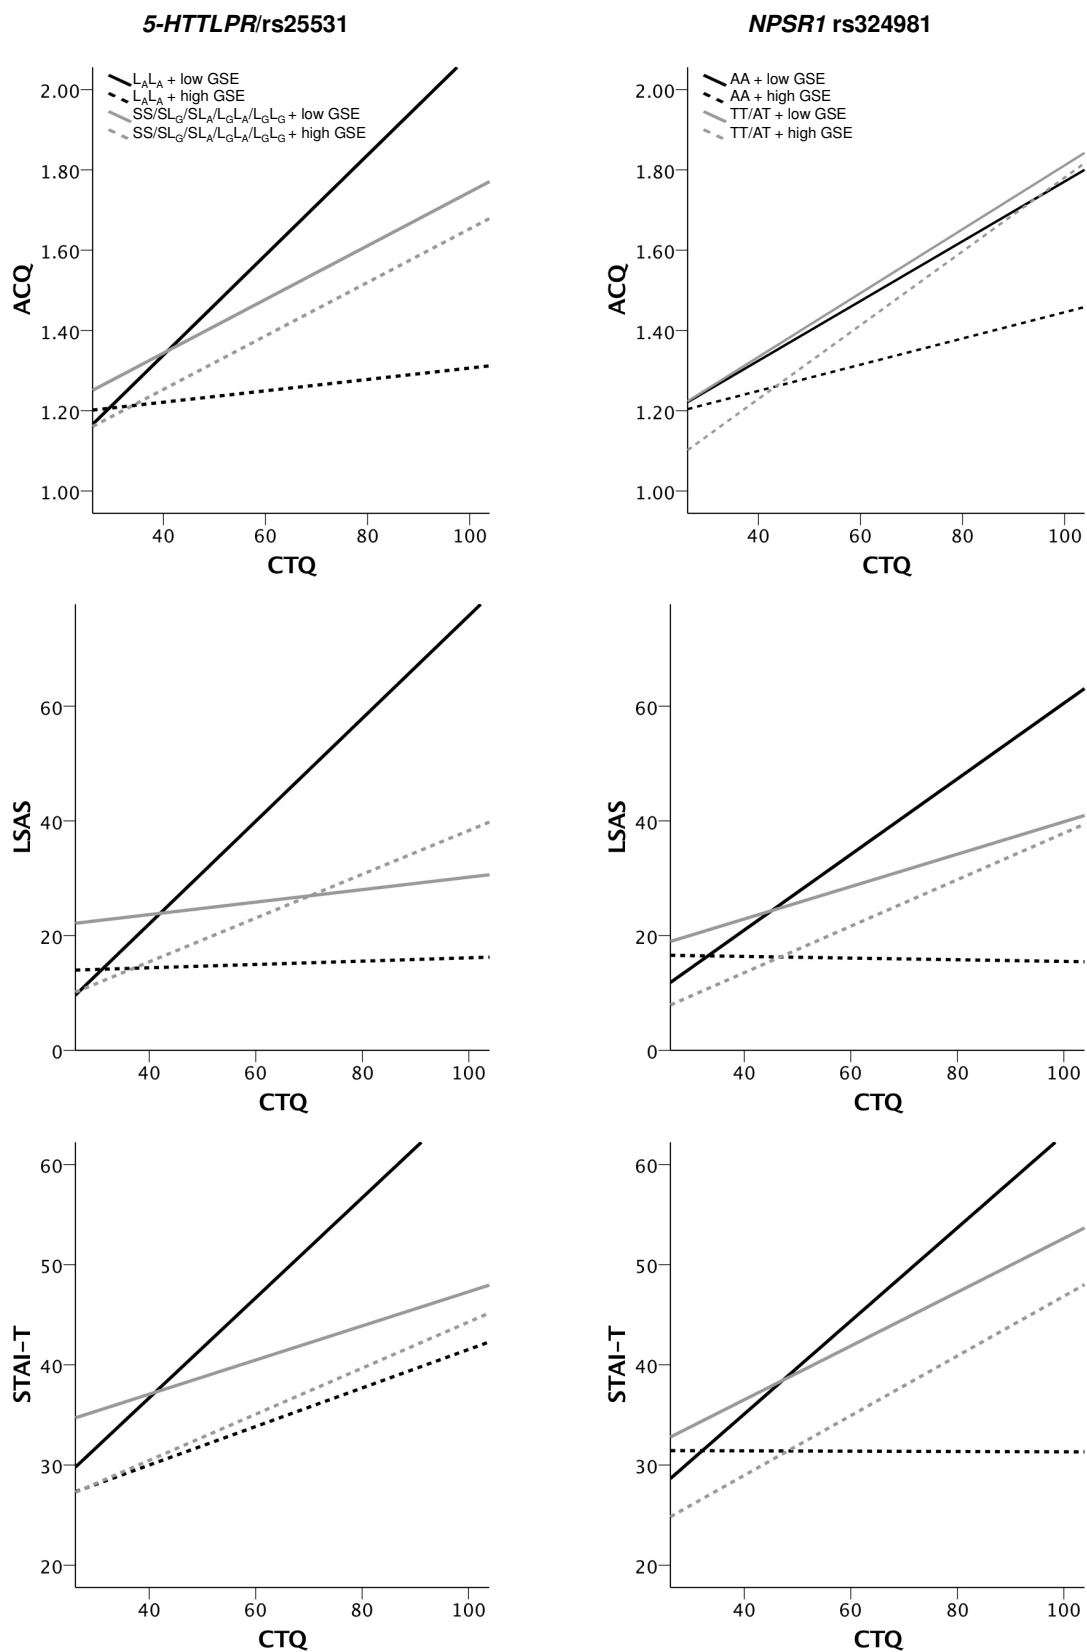 5-HTTLPR/rs25531
NPSR1 rs324981
2.00
1.80
1.60
1.40
1.20
1.00
ACQ
LALA + low GSE
LALA + high GSE
SS/SLG/SLA/LGLA/LGLG + low GSE
SS/SLG/SLA/LGLA/LGLG + high GSE
40 60 80 100
CTQ
2.00
1.80
1.60
1.40
1.20
1.00
ACQ
AA + low GSE
AA + high GSE
TT/AT + low GSE
TT/AT + high GSE
40 60 80 100
CTQ
60
40
20
0
LSAS
40 60 80 100
CTQ
60
40
20
0
LSAS
40 60 80 100
CTQ
60
50
40
30
20
STAI−T
40 60 80 100
CTQ
60
50
40
30
20
STAI−T
40 60 80 100
CTQ